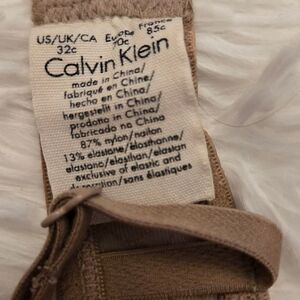 US/UK/CA Europe France
32c 70c 85c
Calvin Klein
made in China/
fabriqué en China/
hecho en China/
hergestellt in China/
prodotto in China/
fabricado na China
87% nylon/nailon
13% elastane/élasthanne/
elastano/elasthan/elastan
exclusive of elastic and
decoration/sans élastiques